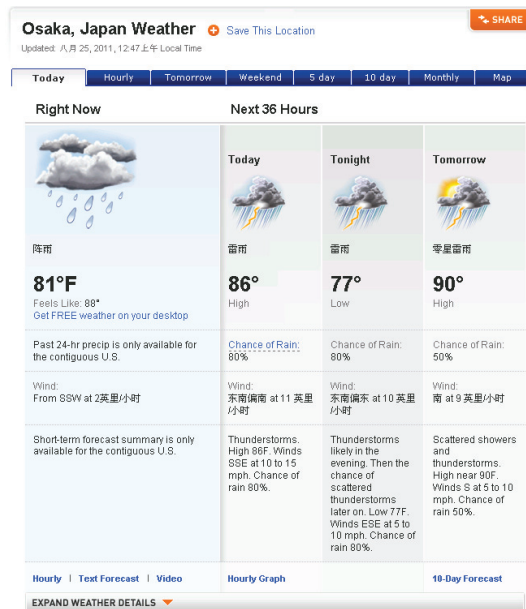 Osaka, Japan Weather
Save This Location
SHARE
Updated: 八月 25, 2011, 12:47上午 Local Time
Today
Hourly
Tomorrow
Weekend
5 day
10 day
Monthly
Map
Right Now
Next 36 Hours
阵雨
81°F
Feels Like: 88°
Get FREE weather on your desktop
Past 24-hr precip is only available for
the contiguous U.S.
Wind:
From SSW at 2英里/小时
Short-term forecast summary is only
available for the contiguous U.S.
Hourly | Text Forecast | Video
Today
雷雨
86°
High
Chance of Rain:
80%
Wind:
东南偏南 at 11 英里
/小时
Thunderstorms.
High 86F. Winds
SSE at 10 to 15
mph. Chance of
rain 80%.
Hourly Graph
Tonight
雷雨
77°
Low
Chance of Rain:
80%
Wind:
东南偏东 at 10 英里
/小时
Thunderstorms
likely in the
evening. Then the
chance of
scattered
thunderstorms
later on. Low 77F.
Winds ESE at 5 to
10 mph. Chance of
rain 80%.
Tomorrow
零星雷雨
90°
High
Chance of Rain:
50%
Wind:
南 at 9 英里/小时
Scattered showers
and
thunderstorms.
High near 90F.
Winds S at 5 to 10
mph. Chance of
rain 50%.
10-Day Forecast
EXPAND WEATHER DETAILS